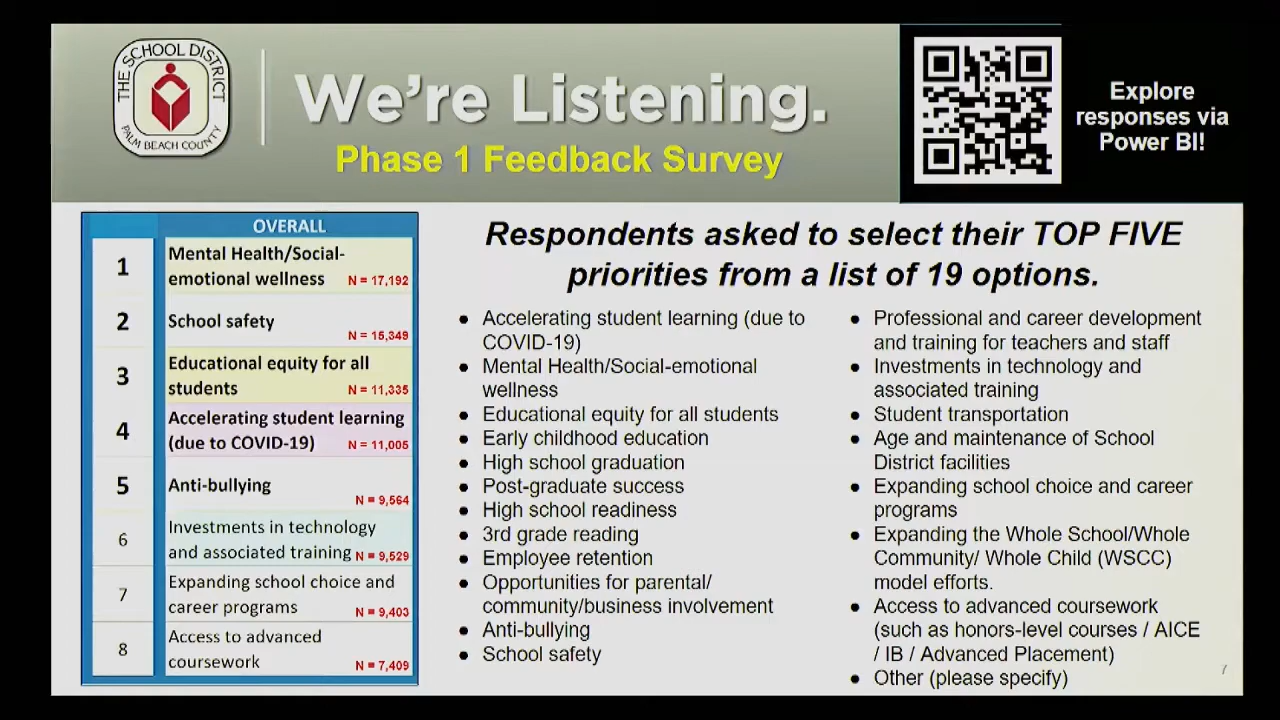 THE SCHOOL DISTRICT
PALM BEACH COUNTY
We're Listening.
Phase 1 Feedback Survey
Explore
responses via
Power BI!
OVERALL
1
Mental Health/Social-
emotional wellness N = 17,192
2
School safety
N = 15,349
3
Educational equity for all
students N = 11,335
4
Accelerating student learning
(due to COVID-19) N = 11,005
5
Anti-bullying
N = 9,564
6
Investments in technology
and associated training N = 9,529
7
Expanding school choice and
career programs N = 9,403
8
Access to advanced
coursework N = 7,409
Respondents asked to select their TOP FIVE
priorities from a list of 19 options.
● Accelerating student learning (due to
COVID-19)
● Mental Health/Social-emotional
wellness
● Educational equity for all students
● Early childhood education
● High school graduation
● Post-graduate success
● High school readiness
● 3rd grade reading
● Employee retention
● Opportunities for parental/
community/business involvement
● Anti-bullying
● School safety
● Professional and career development
and training for teachers and staff
● Investments in technology and
associated training
● Student transportation
● Age and maintenance of School
District facilities
● Expanding school choice and career
programs
● Expanding the Whole School/Whole
Community/ Whole Child (WSCC)
model efforts.
● Access to advanced coursework
(such as honors-level courses / AICE
/ IB / Advanced Placement)
● Other (please specify)
7